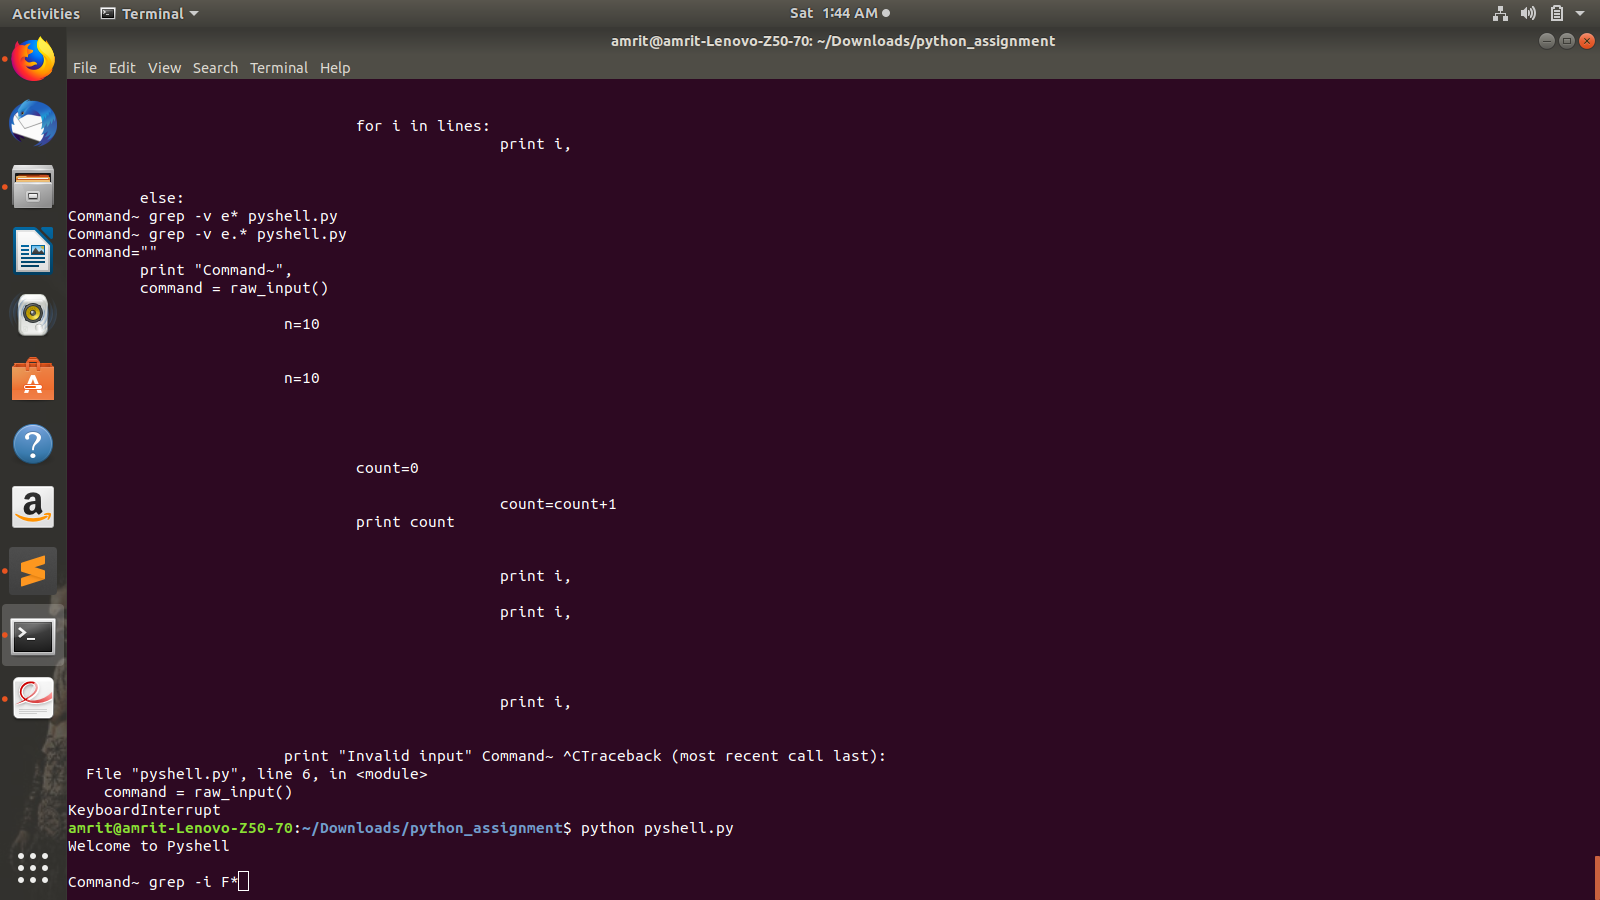 Activities Terminal Sat 1:44 AM
amrit@amrit-Lenovo-Z50-70: ~/Downloads/python_assignment
File Edit View Search Terminal Help
for i in lines:
print i,
else:
Command~ grep -v e* pyshell.py
Command~ grep -v e.* pyshell.py
command=""
print "Command~",
command = raw_input()
n=10
n=10
count=0
count=count+1
print count
print i,
print i,
print i,
print "Invalid input" Command~ ^CTraceback (most recent call last):
File "pyshell.py", line 6, in <module>
command = raw_input()
KeyboardInterrupt
amrit@amrit-Lenovo-Z50-70:~/Downloads/python_assignment$ python pyshell.py
Welcome to Pyshell
Command~ grep -i F*